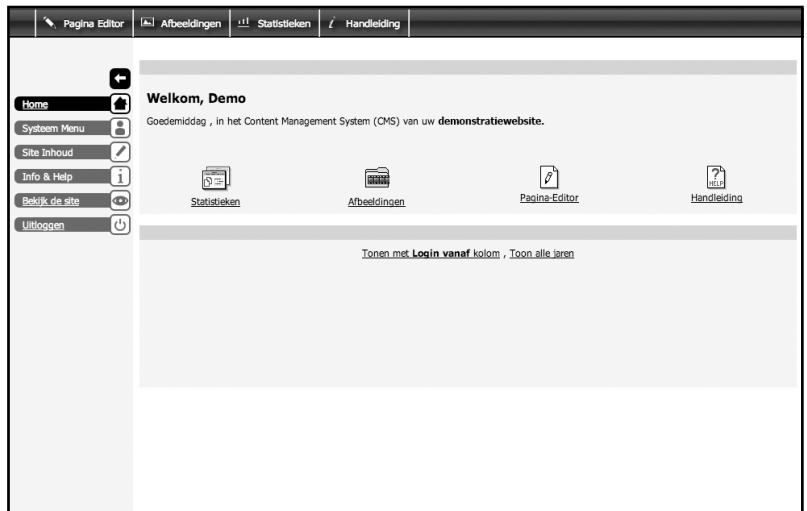 Pagina Editor Afbeeldingen Statistieken i Handleiding
Home
Systeem Menu
Site Inhoud
Info & Help i
Bekijk de site
Uitloggen
Welkom, Demo
Goedemiddag , in het Content Management System (CMS) van uw demonstratiewebsite.
? HELP
Statistieken Afbeeldingen Pagina-Editor Handleiding
Tonen met Login vanaf kolom , Toon alle jaren